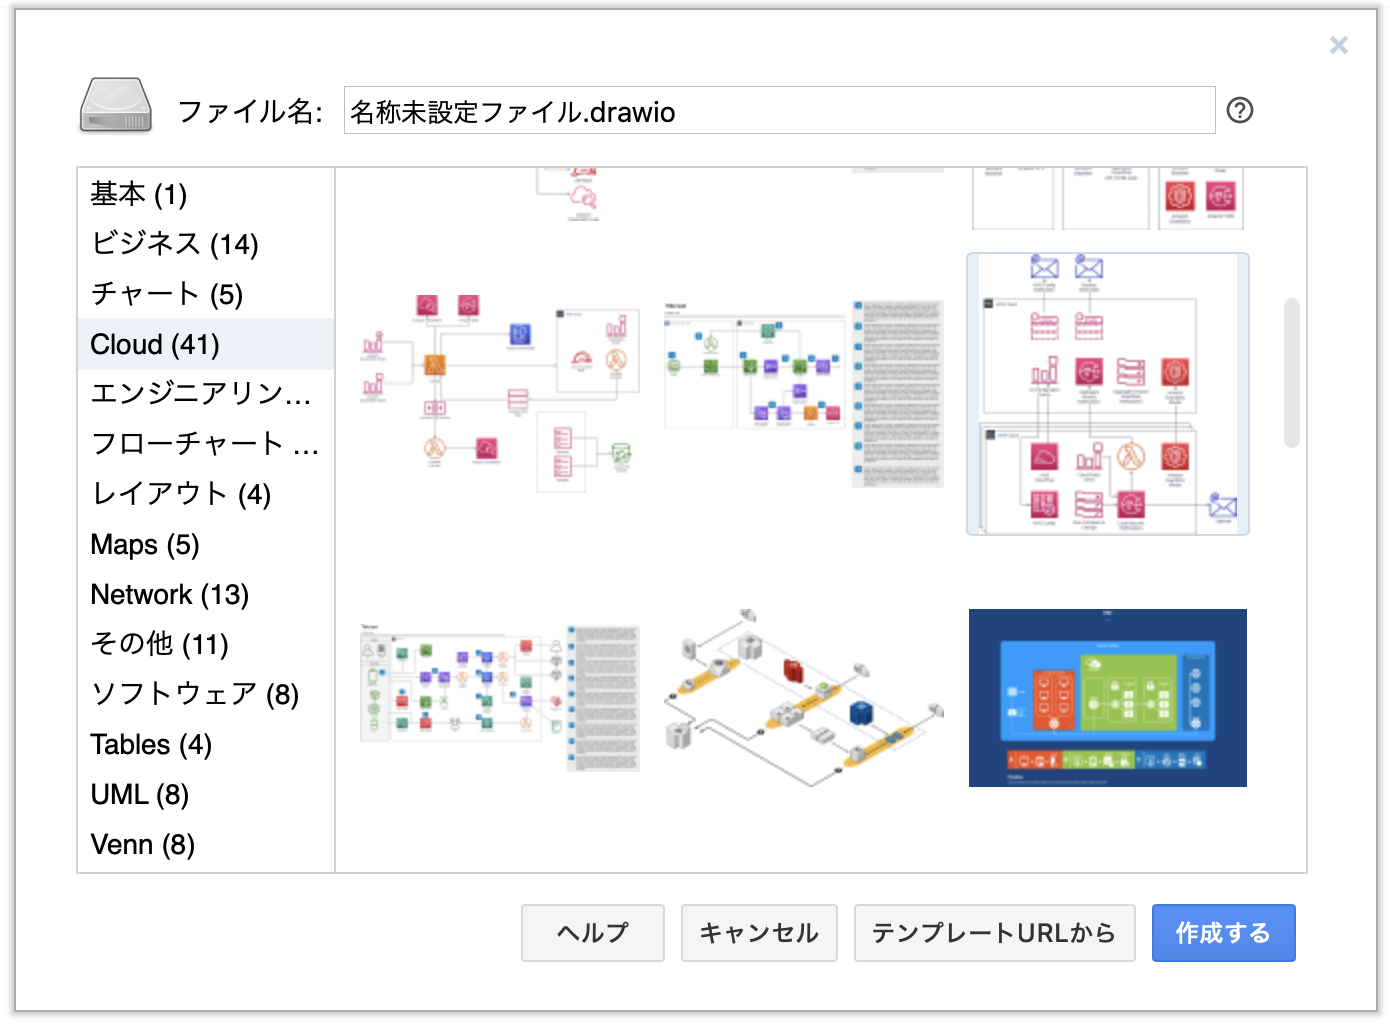 ファイル名:
名称未設定ファイル.drawio
基本 (1)
ビジネス (14)
チャート (5)
Cloud (41)
エンジニアリン...
フローチャート ...
レイアウト (4)
Maps (5)
Network (13)
その他 (11)
ソフトウェア (8)
Tables (4)
UML (8)
Venn (8)
ヘルプ
キャンセル
テンプレートURLから
作成する